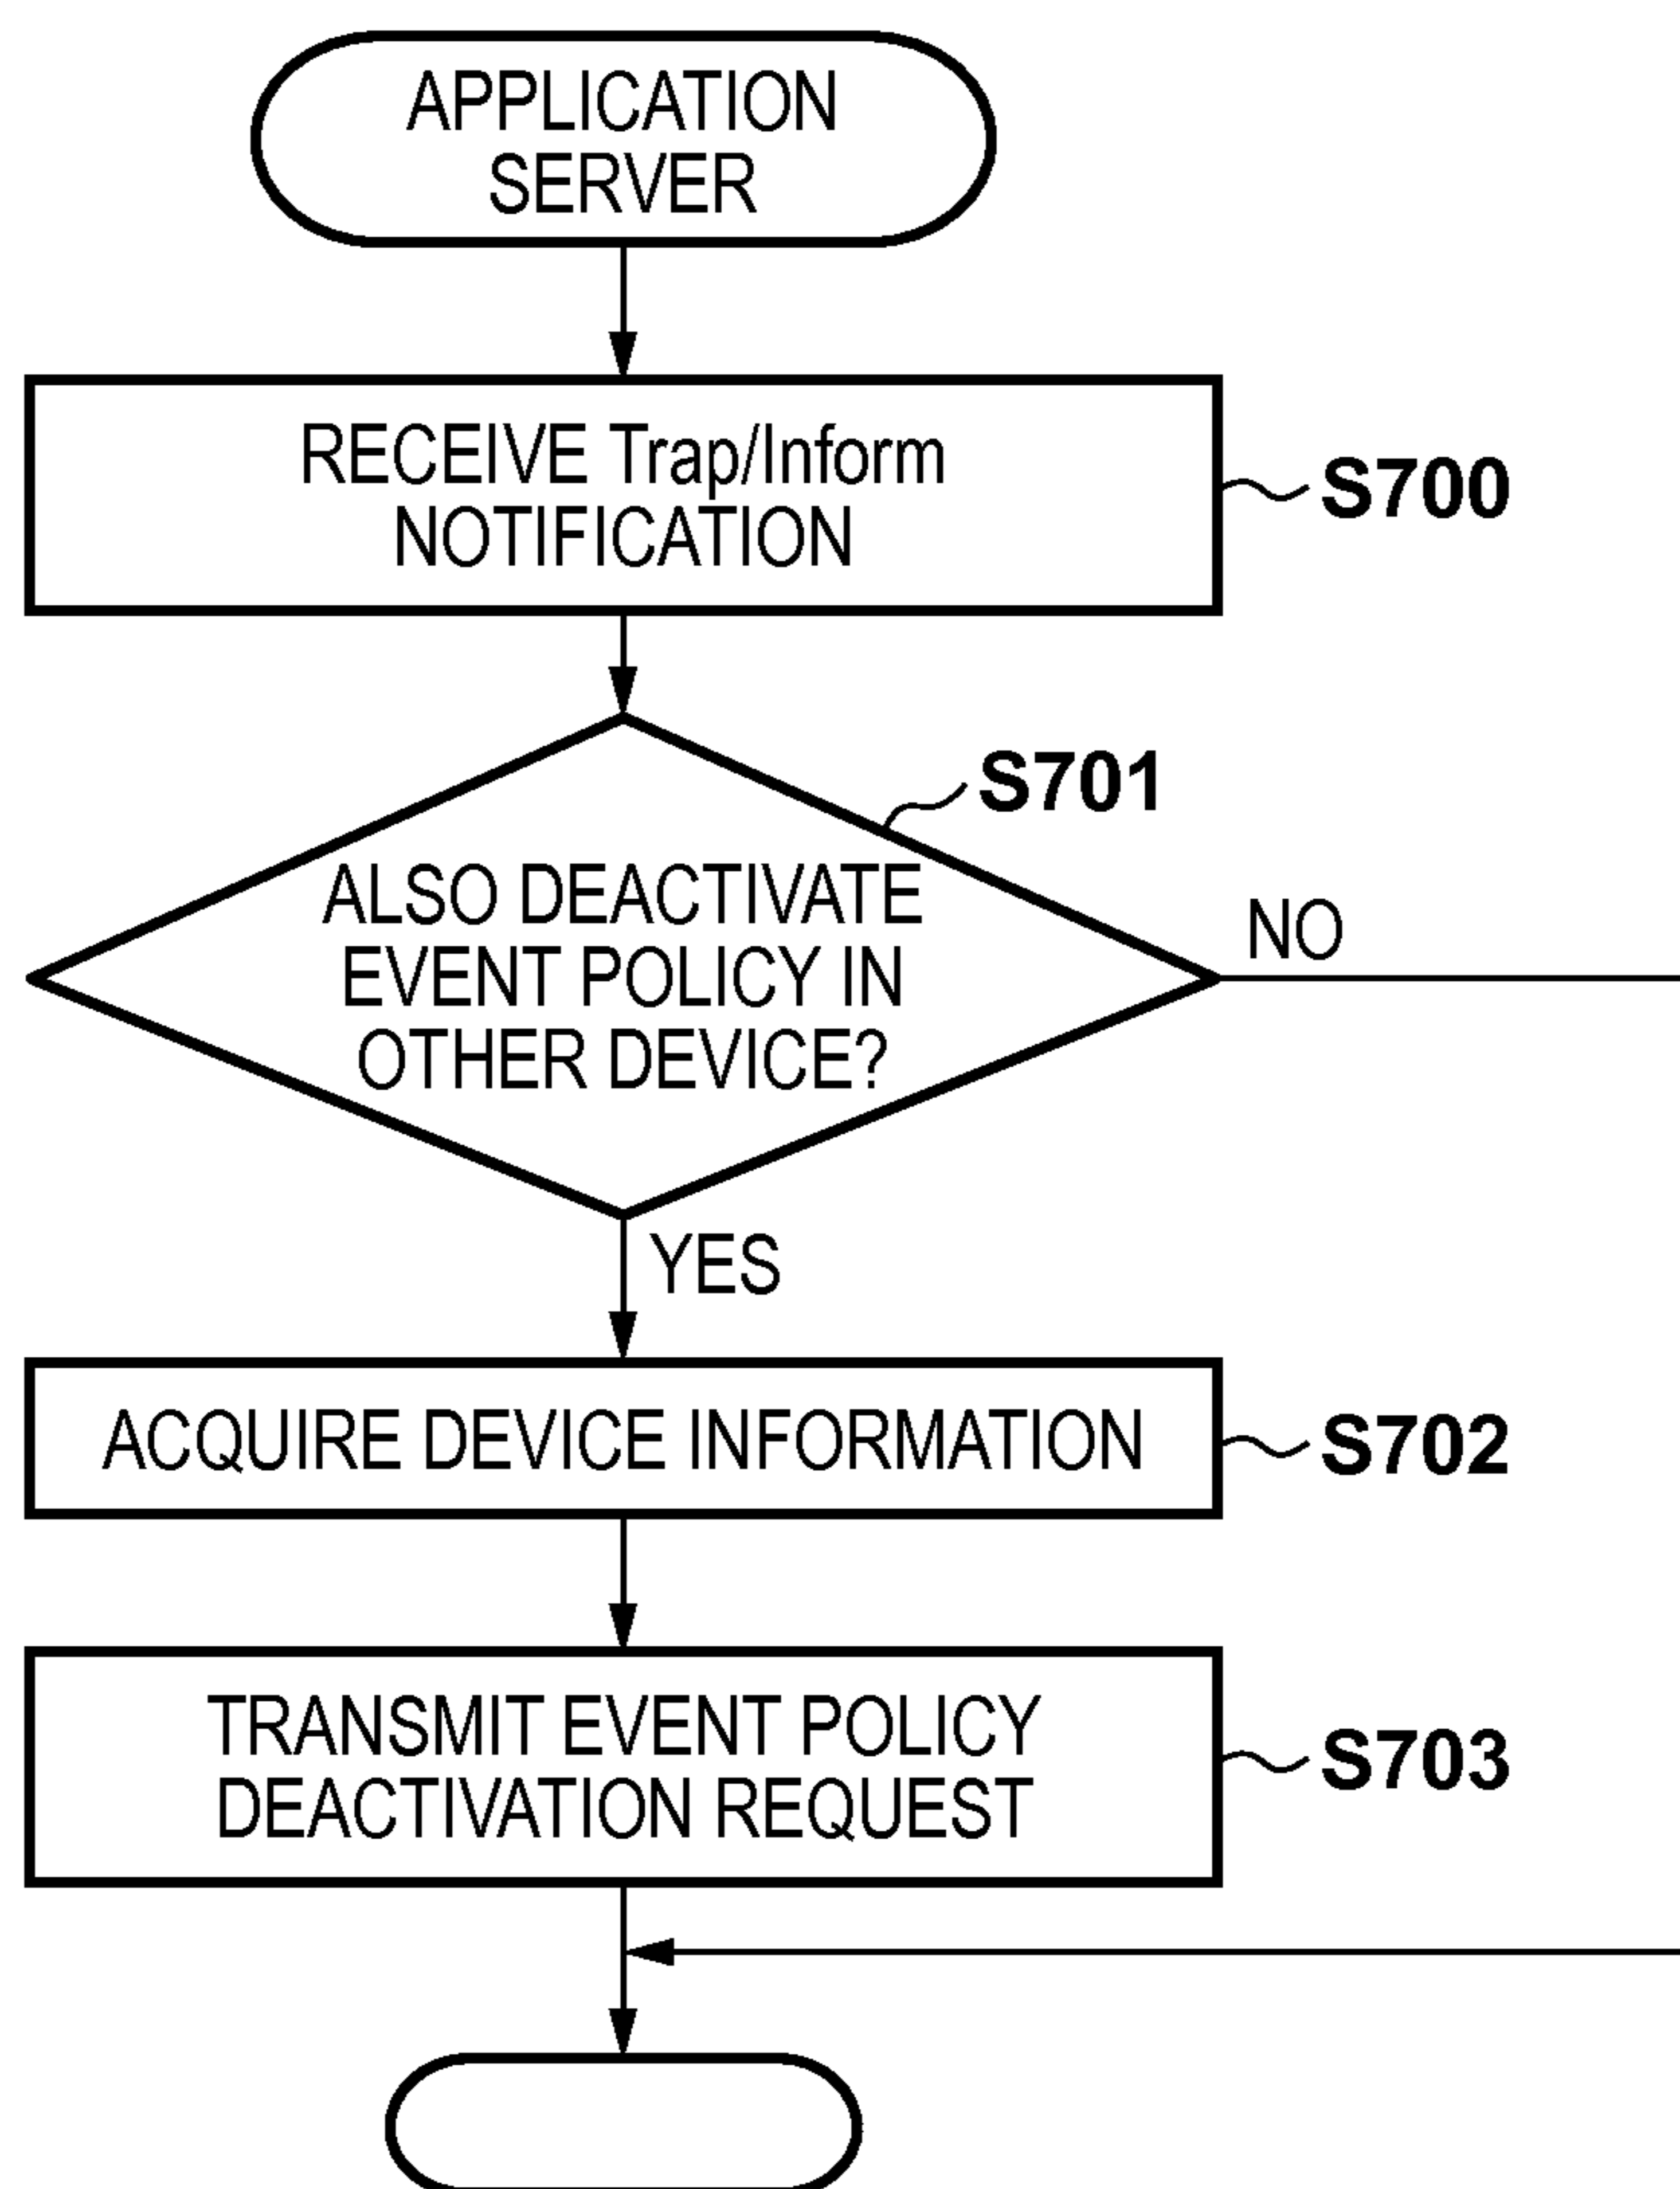 APPLICATION
SERVER
RECEIVE Trap/Inform
NOTIFICATION
S700
S701
ALSO DEACTIVATE
EVENT POLICY IN
OTHER DEVICE?
NO
YES
ACQUIRE DEVICE INFORMATION
S702
TRANSMIT EVENT POLICY
DEACTIVATION REQUEST
S703